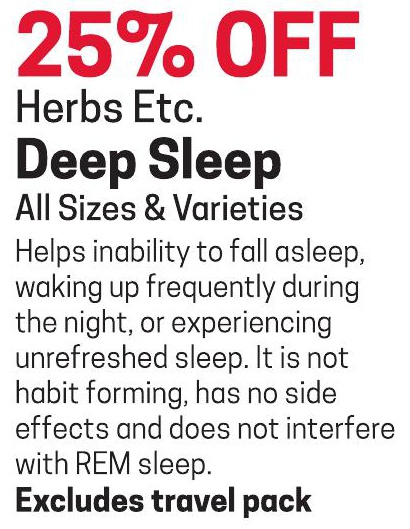 25% OFF
Herbs Etc.
Deep Sleep
All Sizes & Varieties
Helps inability to fall asleep,
waking up frequently during
the night, or experiencing
unrefreshed sleep. It is not
habit forming, has no side
effects and does not interfere
with REM sleep.
Excludes travel pack